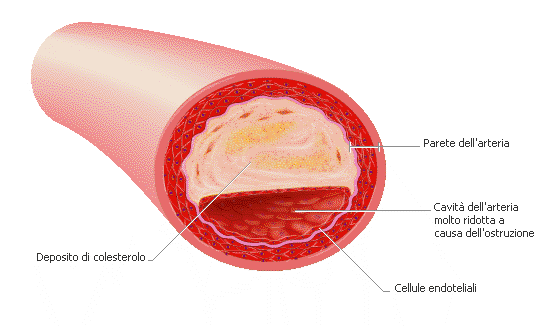 Parete dell'arteria
Cavità dell'arteria
molto ridotta a
causa dell'ostruzione
Deposito di colesterolo
Cellule endoteliali